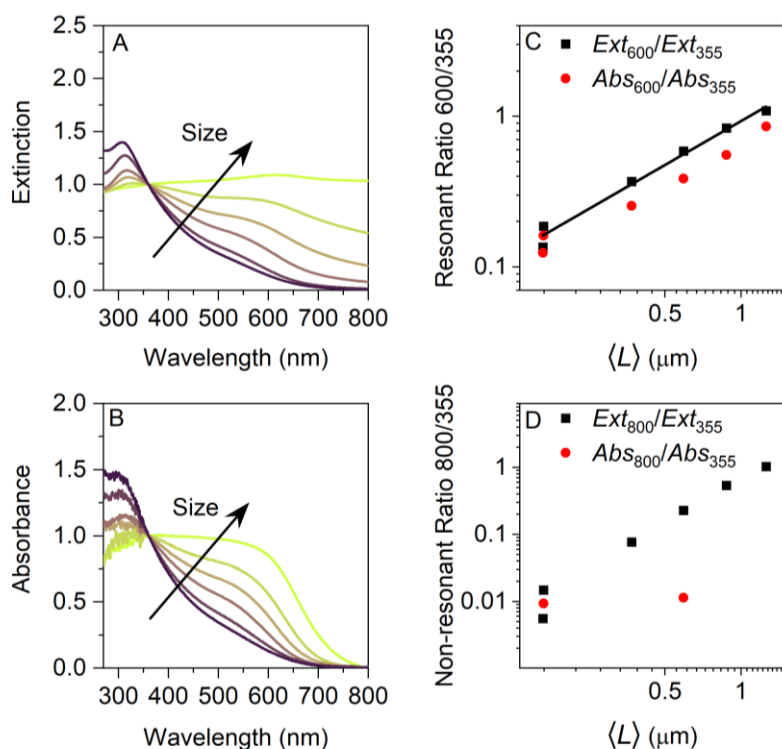 A
Size
2.5
2.0
1.5
1.0
0.5
0.0
Extinction
300 400 500 600 700 800
Wavelength (nm)
B
Size
2.0
1.5
1.0
0.5
0.0
Absorbance
300 400 500 600 700 800
Wavelength (nm)
C
Ext₆₀₀/Ext₃₅₅
Abs₆₀₀/Abs₃₅₅
1
0.1
Resonant Ratio 600/355
0.5 1
⟨L⟩ (μm)
D
Ext₈₀₀/Ext₃₅₅
Abs₈₀₀/Abs₃₅₅
1
0.1
0.01
Non-resonant Ratio 800/355
0.5 1
⟨L⟩ (μm)